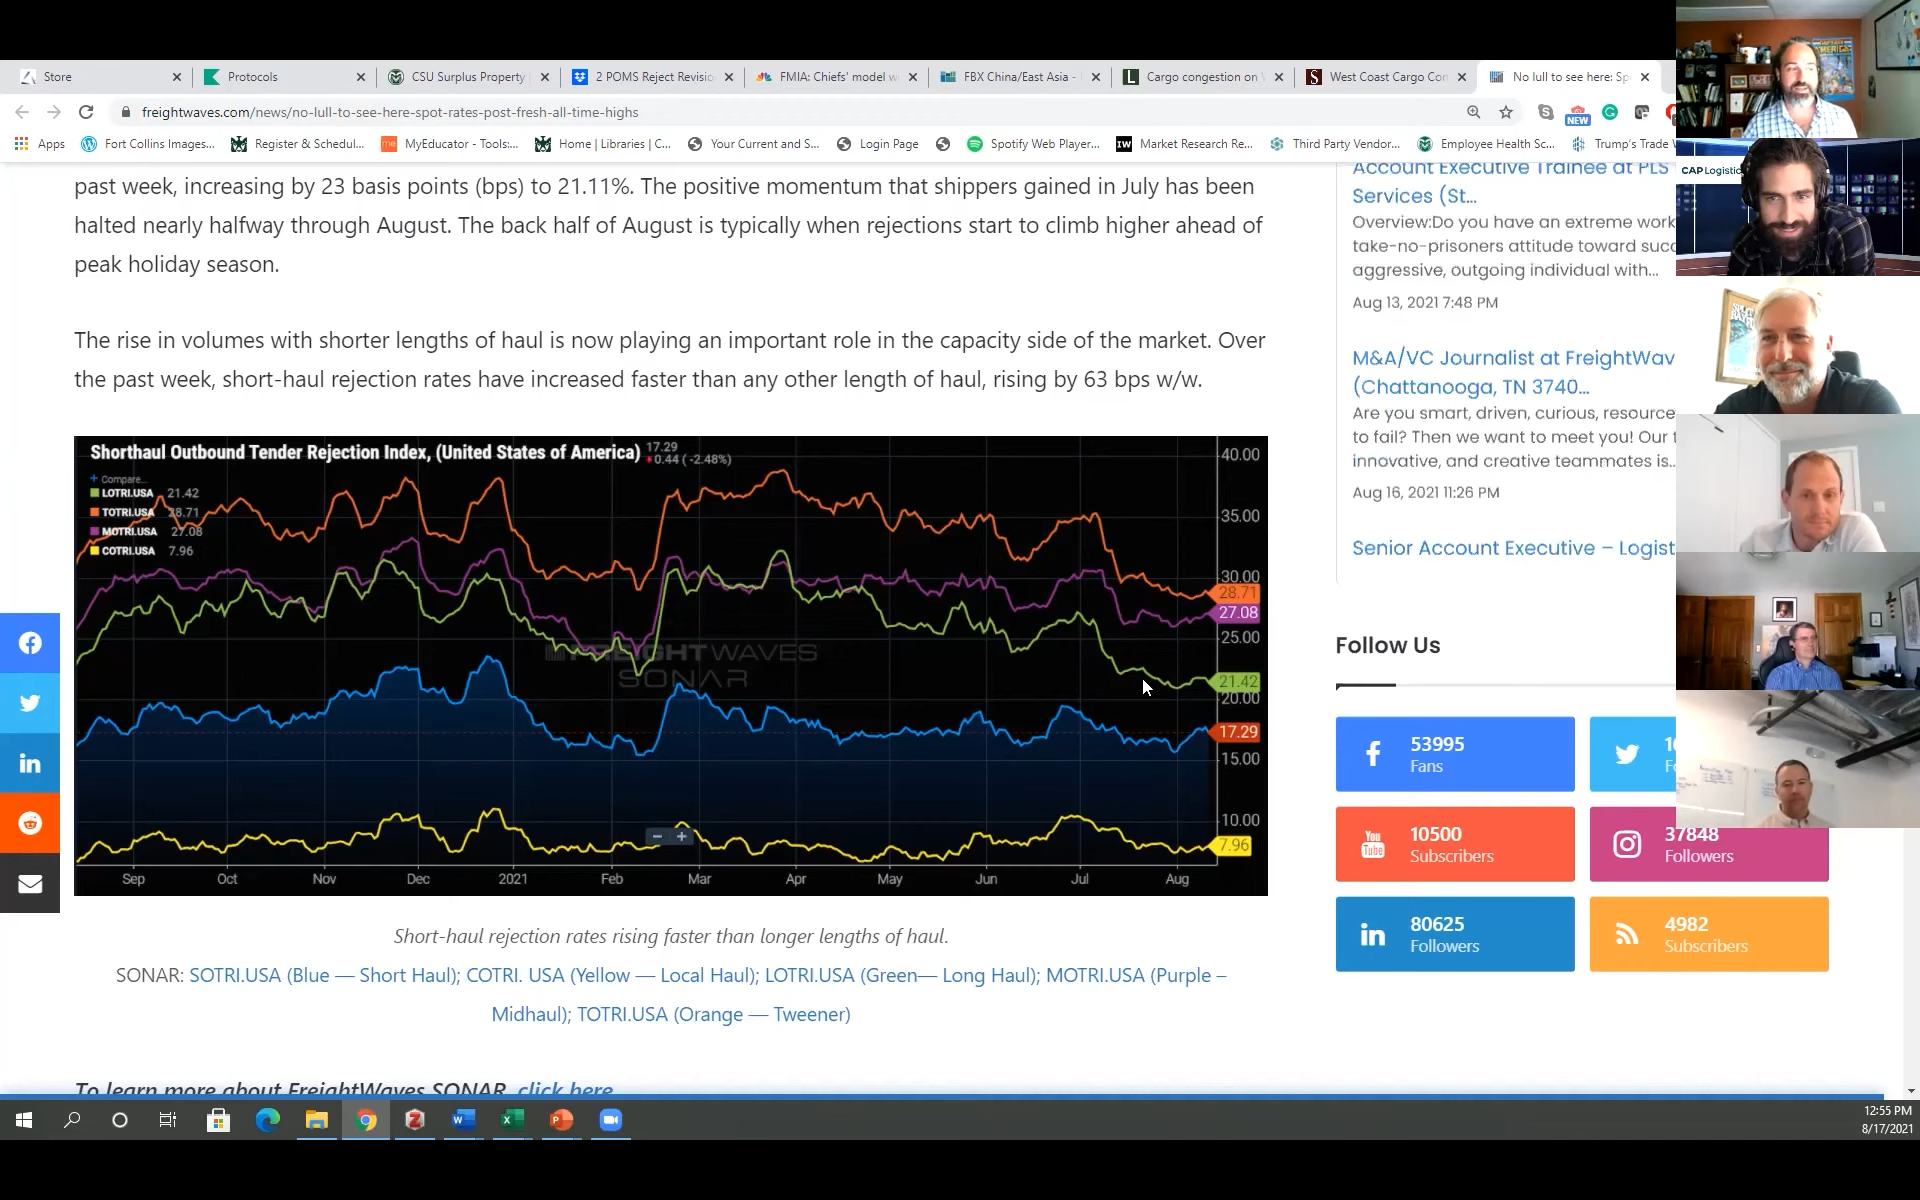 Store
Protocols
CSU Surplus Property
2 POMS Reject Revisio
FMIA: Chiefs' model w
FBX China/East Asia -
Cargo congestion on
West Coast Cargo Con
No lull to see here: Sp
freightwaves.com/news/no-lull-to-see-here-spot-rates-post-fresh-all-time-highs
NEW
Apps
Fort Collins Images...
Register & Schedul...
MyEducator - Tools:...
Home | Libraries | C...
Your Current and S...
Login Page
Spotify Web Player...
IW Market Research Re...
Third Party Vendor...
Employee Health Sc...
Trump's Trade
past week, increasing by 23 basis points (bps) to 21.11%. The positive momentum that shippers gained in July has been
halted nearly halfway through August. The back half of August is typically when rejections start to climb higher ahead of
peak holiday season.
The rise in volumes with shorter lengths of haul is now playing an important role in the capacity side of the market. Over
the past week, short-haul rejection rates have increased faster than any other length of haul, rising by 63 bps w/w.
Shorthaul Outbound Tender Rejection Index, (United States of America)
17.29
0.44 (-2.48%)
Compare...
LOTRI.USA 21.42
TOTRI.USA 28.71
MOTRI.USA 27.08
COTRI.USA 7.96
FREIGHTWAVES
SONAR
40.00
35.00
30.00
28.71
27.08
25.00
21.42
20.00
17.29
15.00
10.00
7.96
Sep Oct Nov Dec 2021 Feb Mar Apr May Jun Jul Aug
Short-haul rejection rates rising faster than longer lengths of haul.
SONAR: SOTRI.USA (Blue — Short Haul); COTRI. USA (Yellow — Local Haul); LOTRI.USA (Green— Long Haul); MOTRI.USA (Purple –
Midhaul); TOTRI.USA (Orange — Tweener)
To learn more about FreightWaves SONAR, click here
Account Executive Trainee at PLS
Services (St...
Overview:Do you have an extreme work
take-no-prisoners attitude toward succ
aggressive, outgoing individual with...
Aug 13, 2021 7:48 PM
M&A/VC Journalist at FreightWav
(Chattanooga, TN 3740...
Are you smart, driven, curious, resource
to fail? Then we want to meet you! Our
innovative, and creative teammates is...
Aug 16, 2021 11:26 PM
Senior Account Executive – Logist
Follow Us
53995
Fans
10500
Subscribers
37848
Followers
80625
Followers
4982
Subscribers
CAP Logistic
12:55 PM
8/17/2021